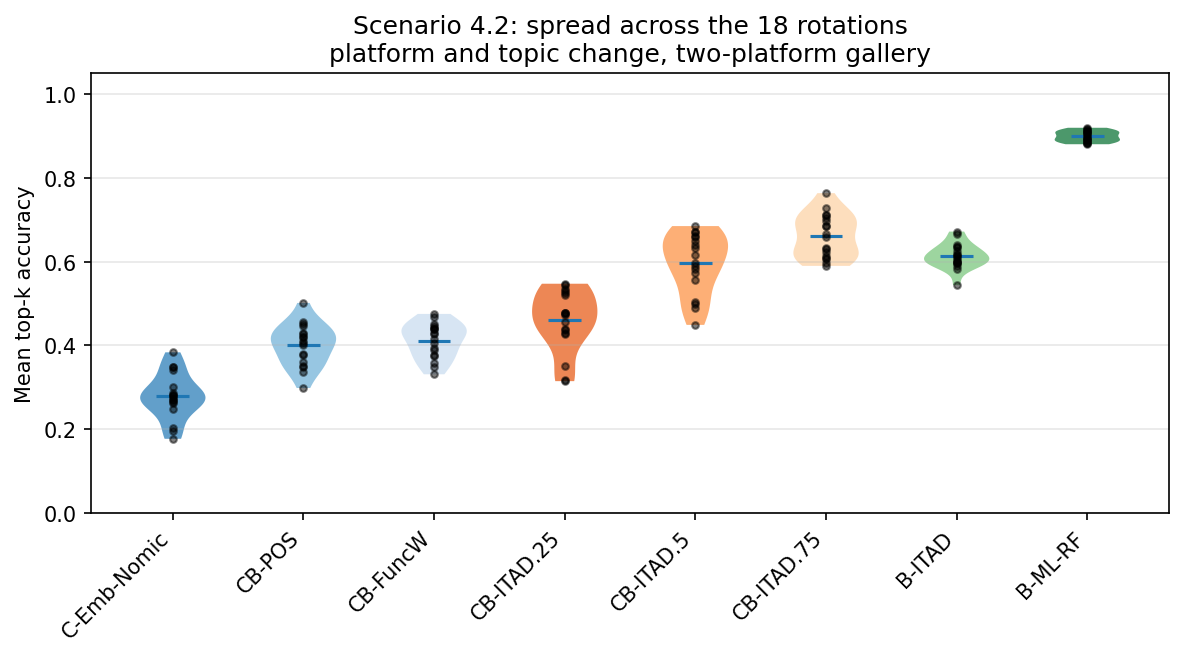 Scenario 4.2: spread across the 18 rotations
platform and topic change, two-platform gallery
Mean top-k accuracy
1.0
0.8
0.6
0.4
0.2
0.0
C-Emb-Nomic
CB-POS
CB-FuncW
CB-ITAD.25
CB-ITAD.5
CB-ITAD.75
B-ITAD
B-ML-RF